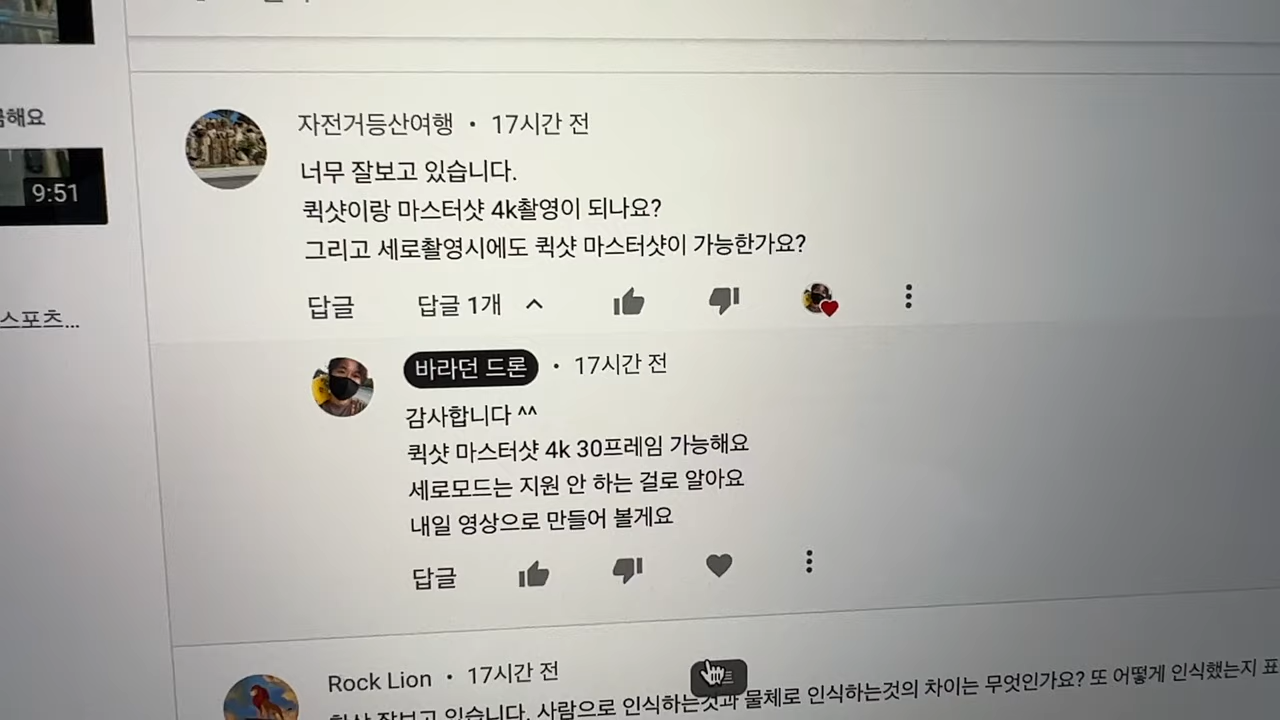 해요
9:51
스포츠...
자전거등산여행 • 17시간 전
너무 잘보고 있습니다.
퀵샷이랑 마스터샷 4k촬영이 되나요?
그리고 세로촬영시에도 퀵샷 마스터샷이 가능한가요?
답글 답글 1개
바라던 드론 • 17시간 전
감사합니다 ^^
퀵샷 마스터샷 4k 30프레임 가능해요
세로모드는 지원 안 하는 걸로 알아요
내일 영상으로 만들어 볼게요
답글
Rock Lion • 17시간 전
잘보고 있습니다. 사람으로 인식하는것과 물체로 인식하는것의 차이는 무엇인가요? 또 어떻게 인식했는지 표